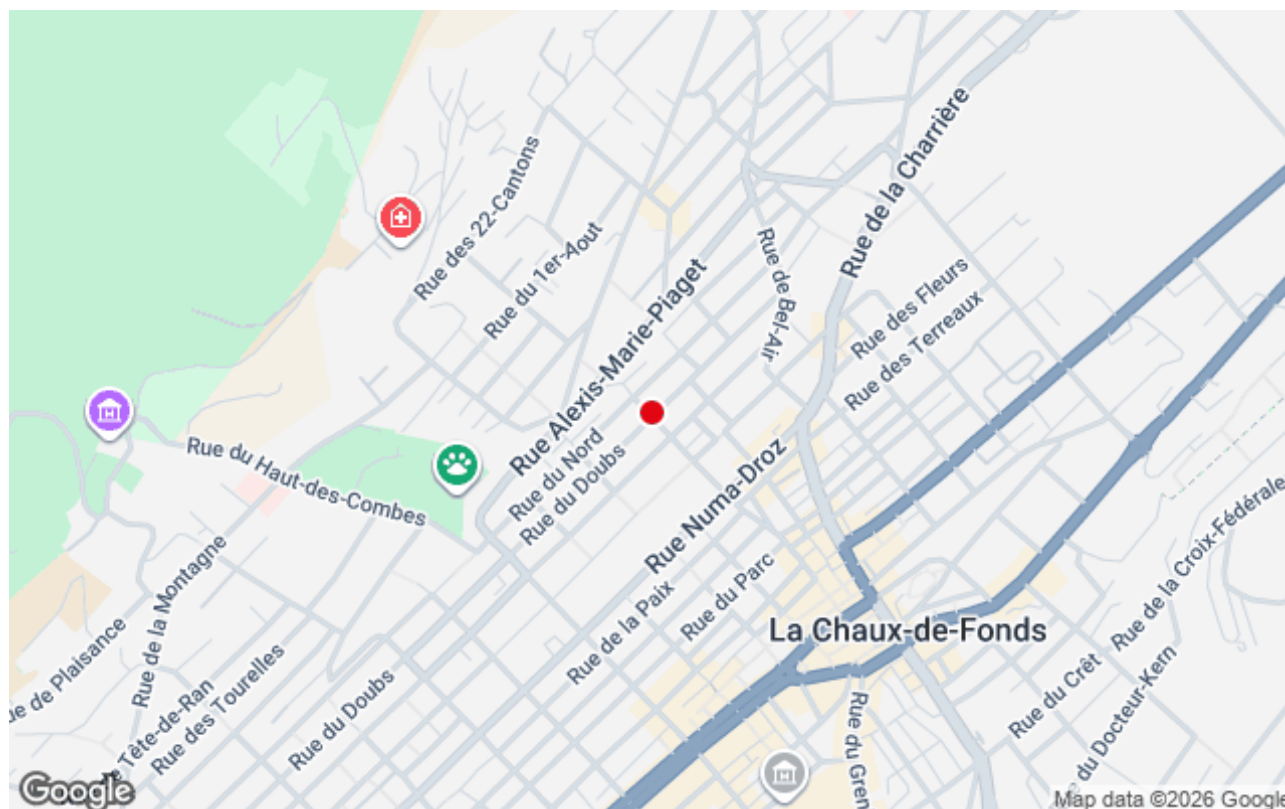 Rue de la Charrière
Rue des 22-Cantons
Rue du 1er-Aout
Rue de Bel-Air
Rue des Fleurs
Rue des Terreaux
Rue Alexis-Marie-Piaget
Rue du Nord
Rue du Doubs
Rue du Haut-des-Combes
Rue Numa-Droz
Rue de la Paix
Rue du Parc
La Chaux-de-Fonds
Rue de la Croix-Fédérale
Rue du Crêt
du Docteur-Kern
Rue du Gren
ue de Plaisance
Rue de la Montagne
Tête-de-Ran
Rue des Tourelles
Rue du Doubs
Google
Map data ©2026 Google